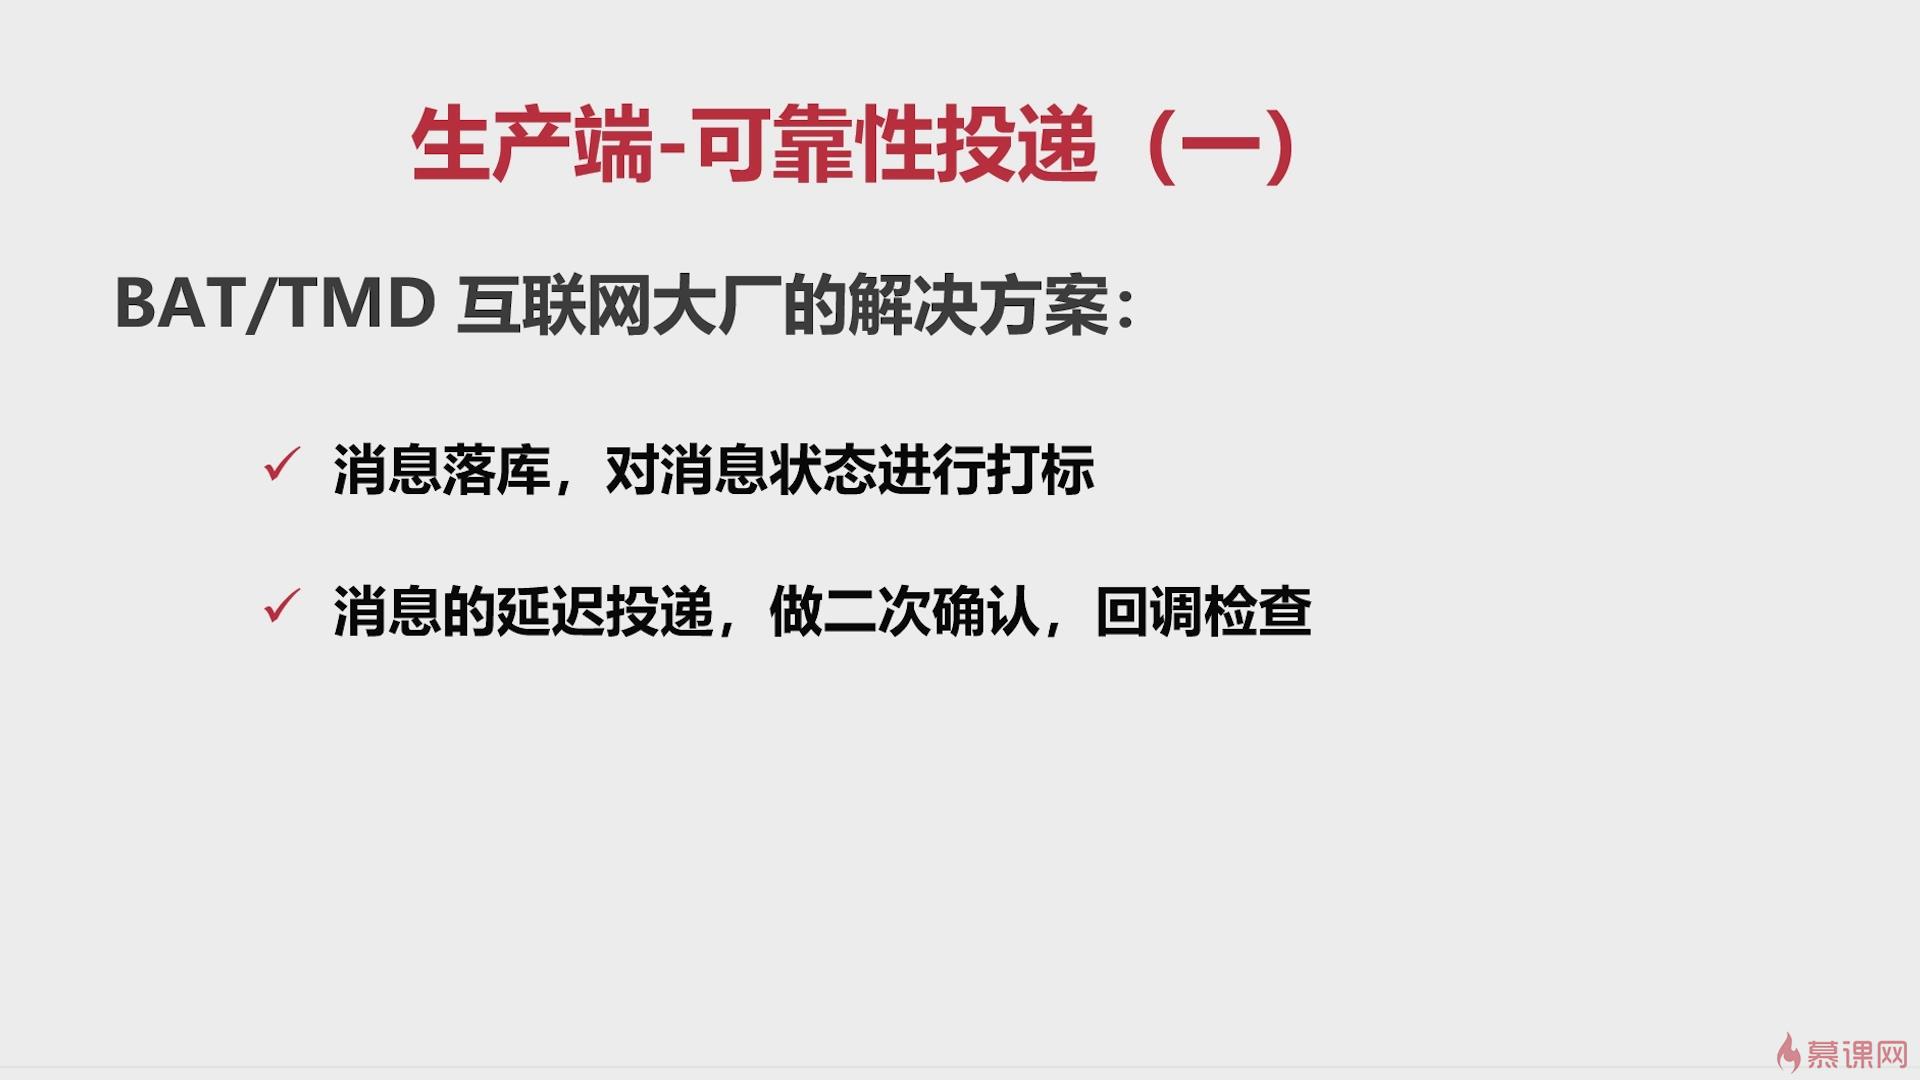 生产端-可靠性投递（一）
BAT/TMD 互联网大厂的解决方案：
消息落库，对消息状态进行打标
消息的延迟投递，做二次确认，回调检查
慕课网